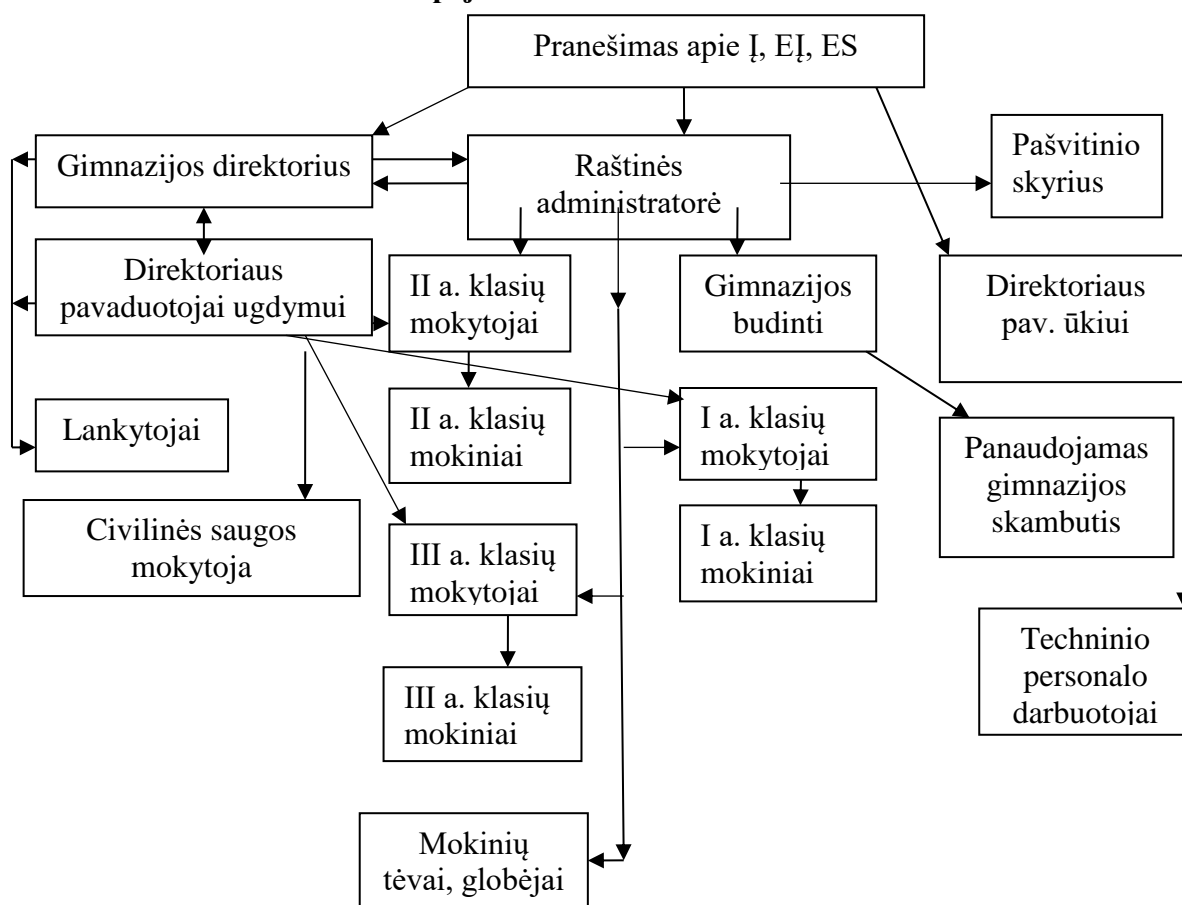 Pranešimas apie Į, EĮ, ES
Gimnazijos direktorius
Raštinės
administratorė
Pašvitinio
skyrius
Direktoriaus
pavaduotojai ugdymui
II a. klasių
mokytojai
Gimnazijos
budinti
Direktoriaus
pav. ūkiui
Lankytojai
II a. klasių
mokiniai
I a. klasių
mokytojai
Panaudojamas
gimnazijos
skambutis
Civilinės saugos
mokytoja
III a. klasių
mokytojai
I a. klasių
mokiniai
Techninio
personalo
darbuotojai
III a. klasių
mokiniai
Mokinių
tėvai, globėjai